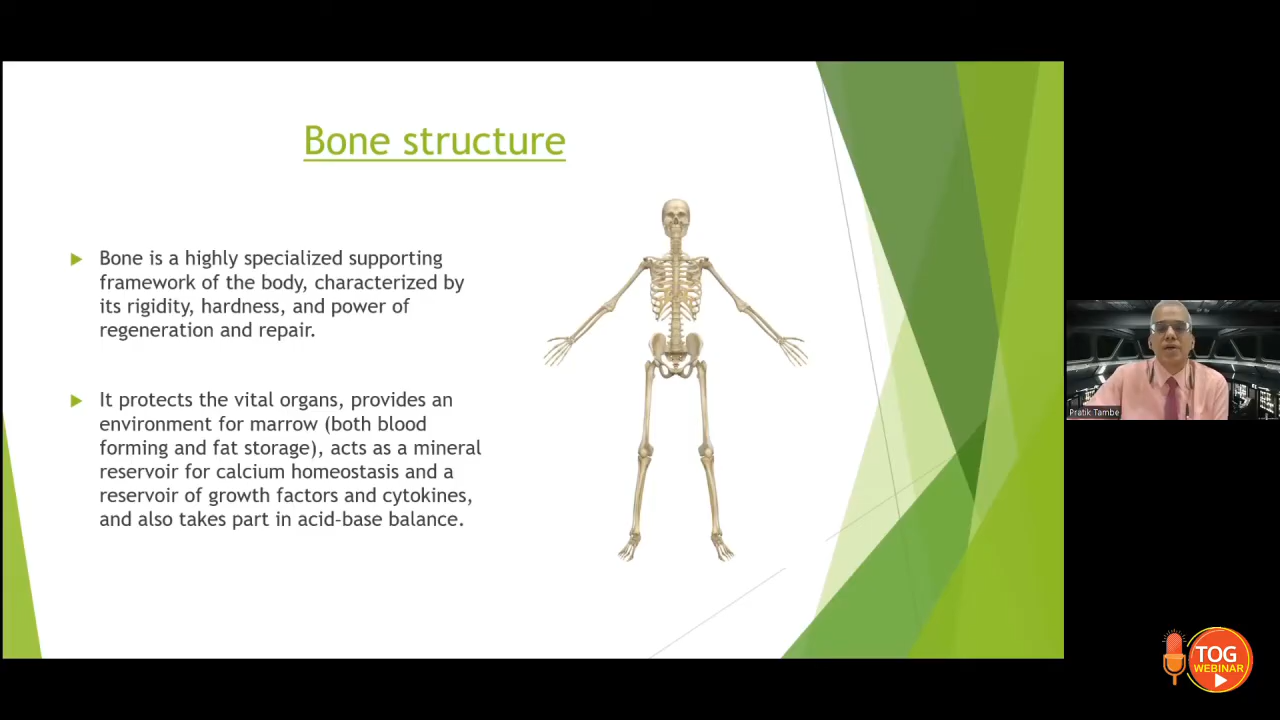 Bone structure
Bone is a highly specialized supporting
framework of the body, characterized by
its rigidity, hardness, and power of
regeneration and repair.
It protects the vital organs, provides an
environment for marrow (both blood
forming and fat storage), acts as a mineral
reservoir for calcium homeostasis and a
reservoir of growth factors and cytokines,
and also takes part in acid-base balance.
Pratik Tambe
TOG
WEBINAR